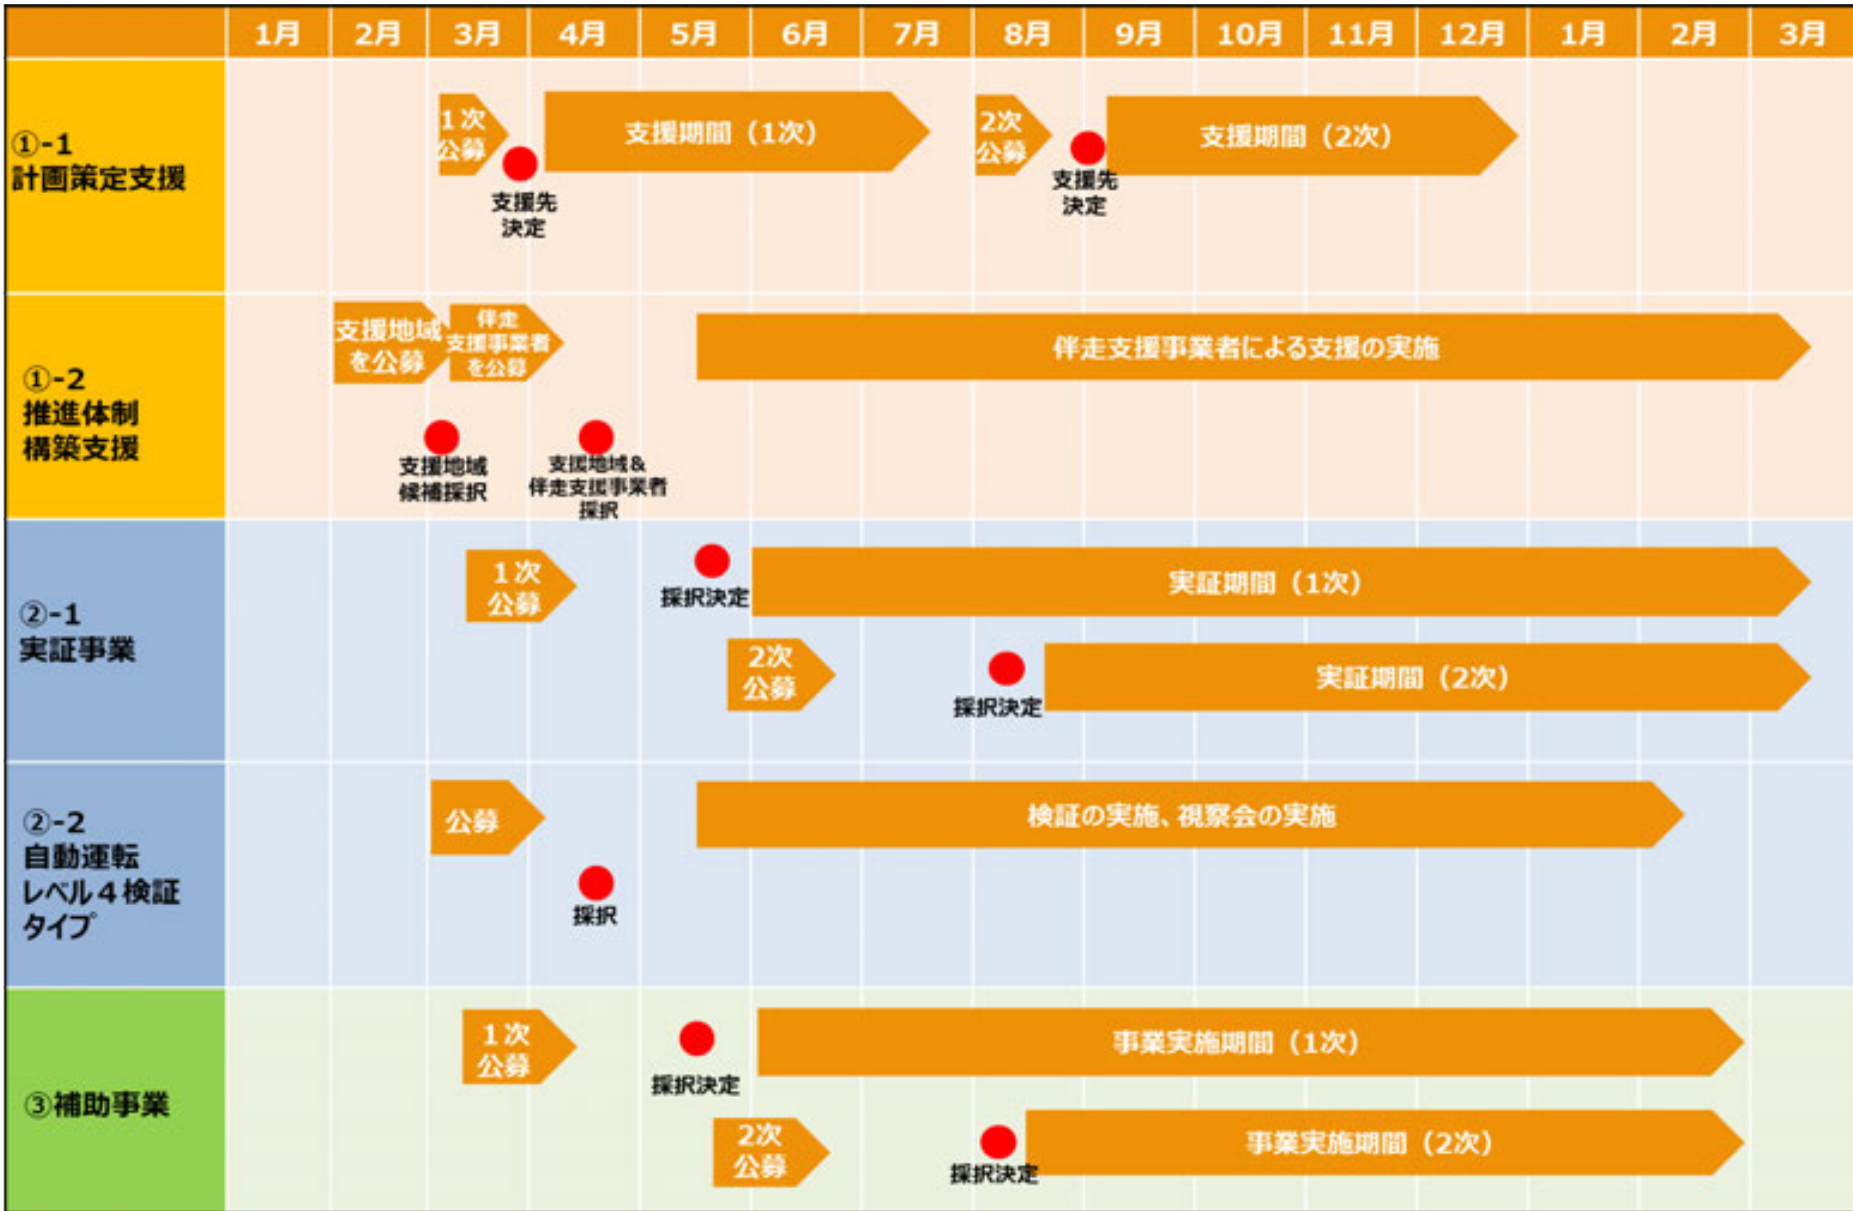 1月 2月 3月 4月 5月 6月 7月 8月 9月 10月 11月 12月 1月 2月 3月
①-1
計画策定支援
１次
公募
支援先
決定
支援期間（1次）
2次
公募
支援先
決定
支援期間（2次）
①-2
推進体制
構築支援
支援地域
を公募
伴走
支援事業者
を公募
支援地域
候補採択
支援地域＆
伴走支援事業者
採択
伴走支援事業者による支援の実施
②-1
実証事業
１次
公募
採択決定
実証期間（1次）
2次
公募
採択決定
実証期間（2次）
②-2
自動運転
レベル４検証
タイプ
公募
採択
検証の実施、視察会の実施
③補助事業
１次
公募
採択決定
事業実施期間（1次）
2次
公募
採択決定
事業実施期間（2次）